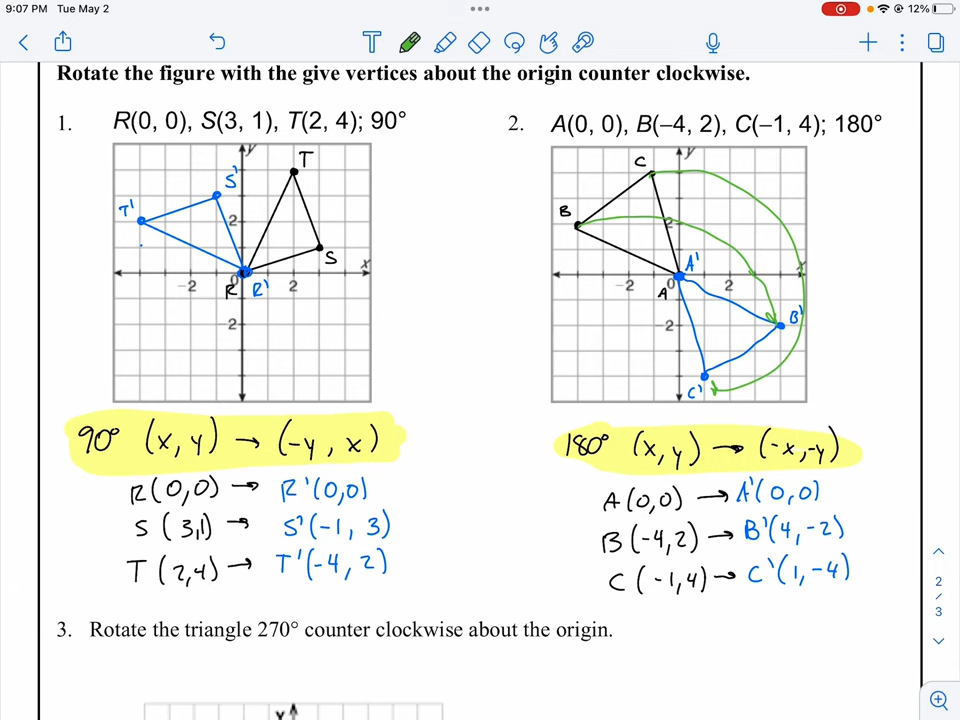 9:07 PM Tue May 2
12%
Rotate the figure with the give vertices about the origin counter clockwise.
1. R(0, 0), S(3, 1), T(2, 4); 90°
2. A(0, 0), B(–4, 2), C(–1, 4); 180°
y
T
S'
T'
2
S
x
−2
0
R
R'
2
2
y
C
B
2
A'
x
−2
0
A
2
−2
B'
C'
90° (x, y) → (-y, x)
180° (x, y) → (-x, -y)
R(0,0) → R'(0,0)
S(3,1) → S'(-1, 3)
T(2,4) → T'(-4, 2)
A(0,0) → A'(0,0)
B(-4,2) → B'(4,-2)
C(-1,4) → C'(1,-4)
3. Rotate the triangle 270° counter clockwise about the origin.
2
/
3
y